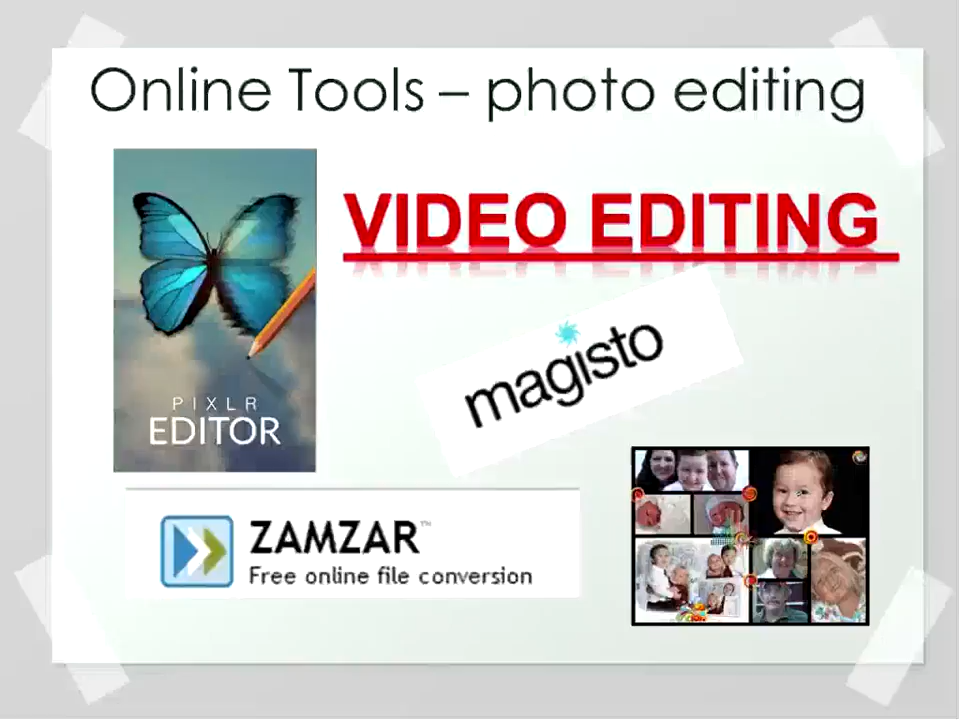 Online Tools – photo editing
VIDEO EDITING
magisto
PIXLR
EDITOR
ZAMZAR™
Free online file conversion